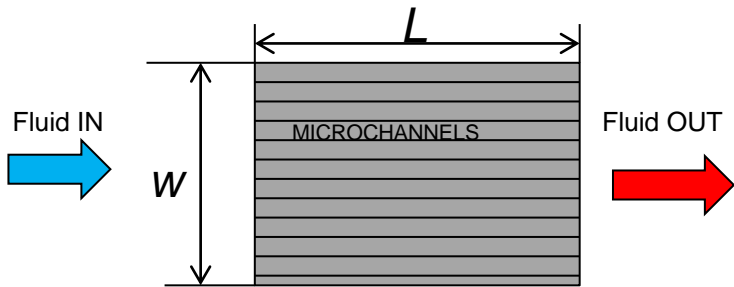 L
Fluid IN
MICROCHANNELS
Fluid OUT
w